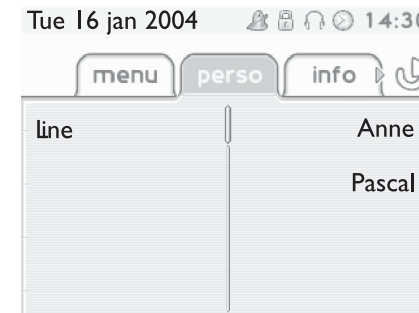 Tue 16 jan 2004 14:30
menu perso info
line Anne
Pascal